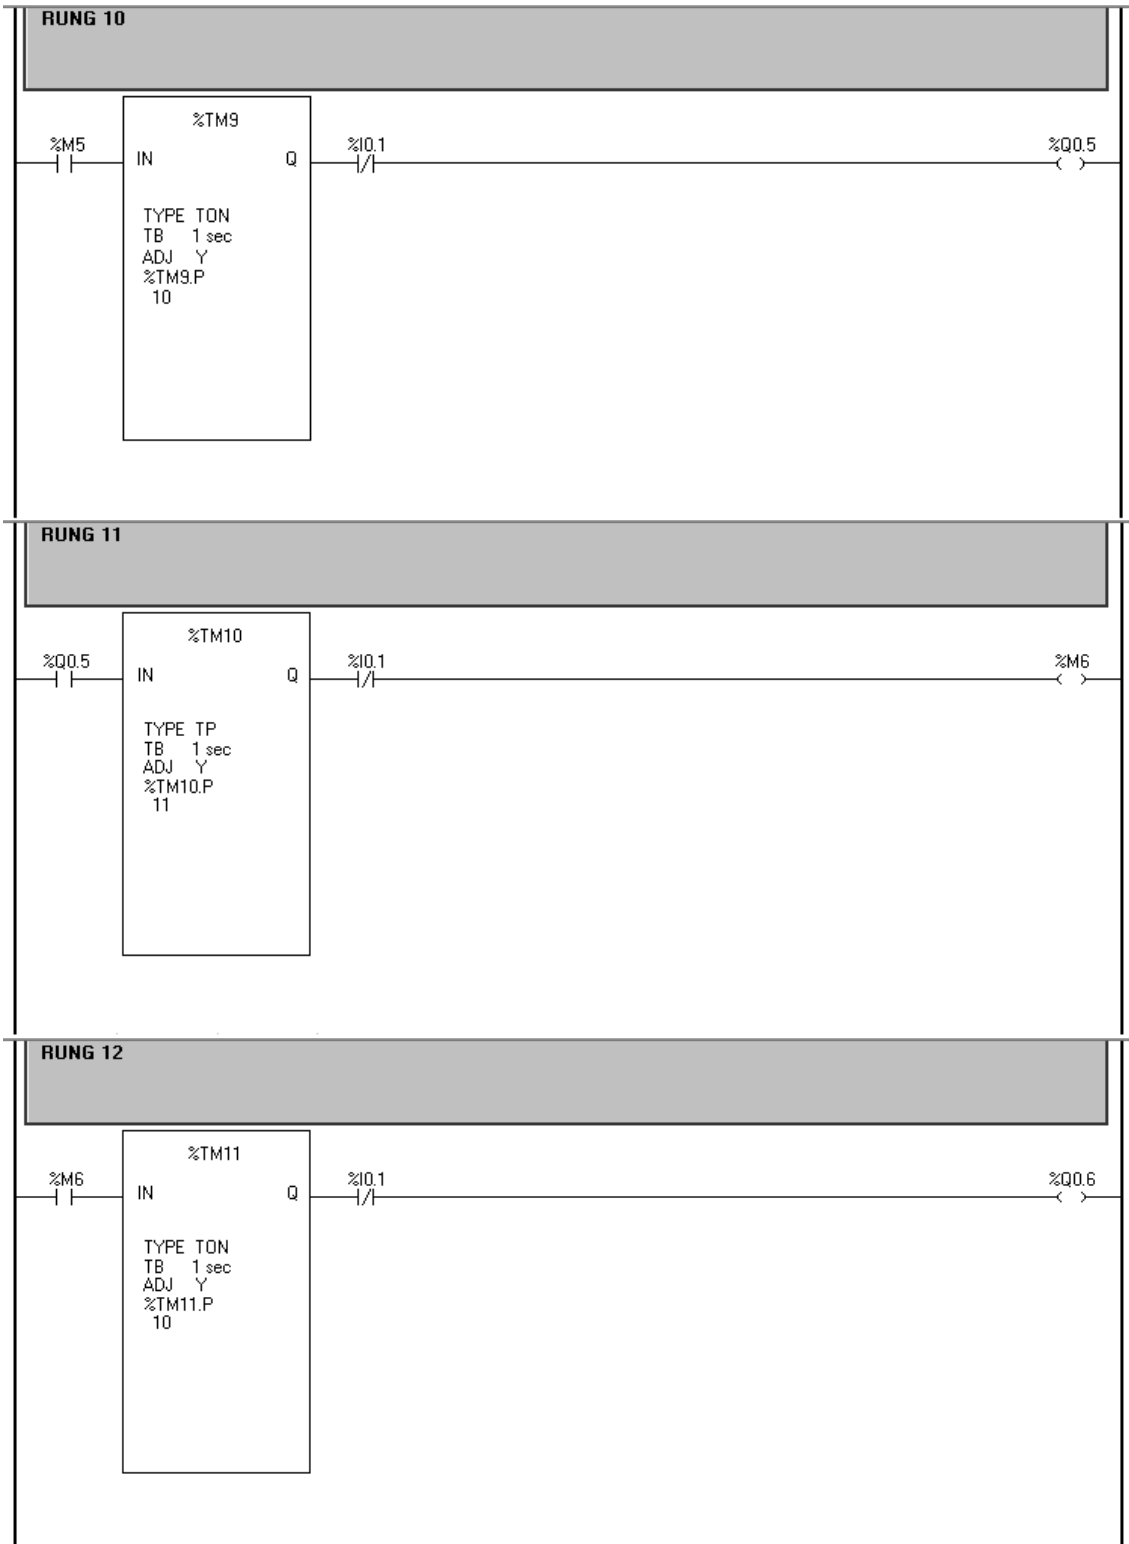 RUNG 10
%TM9
%M5
IN Q
%I0.1
%Q0.5
TYPE TON
TB 1 sec
ADJ Y
%TM9.P
10
RUNG 11
%TM10
%Q0.5
IN Q
%I0.1
%M6
TYPE TP
TB 1 sec
ADJ Y
%TM10.P
11
RUNG 12
%TM11
%M6
IN Q
%I0.1
%Q0.6
TYPE TON
TB 1 sec
ADJ Y
%TM11.P
10